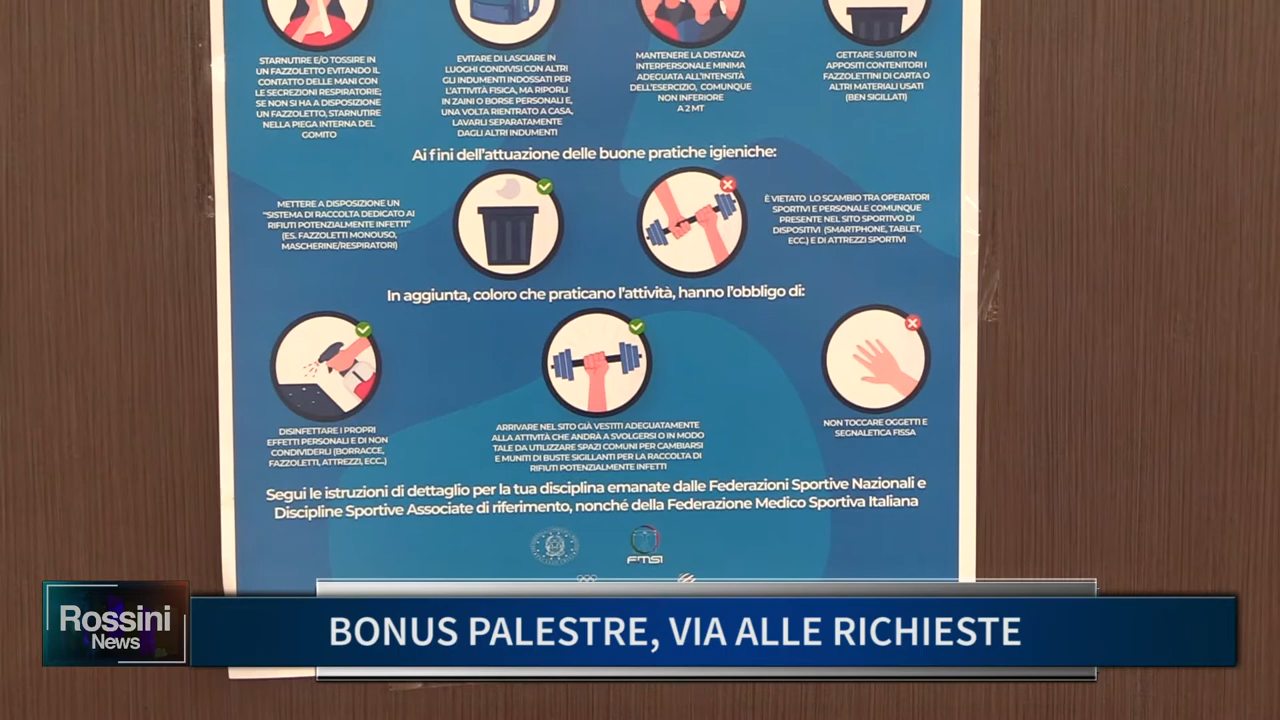 STARNUTIRE E/O TOSSIRE IN
UN FAZZOLETTO EVITANDO IL
CONTATTO DELLE MANI CON
LE SECREZIONI RESPIRATORIE;
SE NON SI HA A DISPOSIZIONE
UN FAZZOLETTO, STARNUTIRE
NELLA PIEGA INTERNA DEL
GOMITO
EVITARE DI LASCIARE IN
LUOGHI CONDIVISI CON ALTRI
GLI INDUMENTI INDOSSATI PER
L'ATTIVITÀ FISICA, MA RIPORLI
IN ZAINI O BORSE PERSONALI E,
UNA VOLTA RIENTRATO A CASA,
LAVARLI SEPARATAMENTE
DAGLI ALTRI INDUMENTI
MANTENERE LA DISTANZA
INTERPERSONALE MINIMA
ADEGUATA ALL'INTENSITÀ
DELL'ESERCIZIO, COMUNQUE
NON INFERIORE
A 2 MT
GETTARE SUBITO IN
APPOSITI CONTENITORI I
FAZZOLETTINI DI CARTA O
ALTRI MATERIALI USATI
(BEN SIGILLATI)
Ai fini dell'attuazione delle buone pratiche igieniche:
METTERE A DISPOSIZIONE UN
"SISTEMA DI RACCOLTA DEDICATO AI
RIFIUTI POTENZIALMENTE INFETTI"
(ES. FAZZOLETTI MONOUSO,
MASCHERINE/RESPIRATORI)
È VIETATO LO SCAMBIO TRA OPERATORI
SPORTIVI E PERSONALE COMUNQUE
PRESENTE NEL SITO SPORTIVO DI
DISPOSITIVI (SMARTPHONE, TABLET,
ECC.) E DI ATTREZZI SPORTIVI
In aggiunta, coloro che praticano l'attività, hanno l'obbligo di:
DISINFETTARE I PROPRI
EFFETTI PERSONALI E DI NON
CONDIVIDERLI (BORRACCE,
FAZZOLETTI, ATTREZZI, ECC..)
ARRIVARE NEL SITO GIÀ VESTITI ADEGUATAMENTE
ALLA ATTIVITÀ CHE ANDRÀ A SVOLGERSI O IN MODO
TALE DA UTILIZZARE SPAZI COMUNI PER CAMBIARSI
E MUNITI DI BUSTE SIGILLANTI PER LA RACCOLTA DI
RIFIUTI POTENZIALMENTE INFETTI
NON TOCCARE OGGETTI E
SEGNALETICA FISSA
Segui le istruzioni di dettaglio per la tua disciplina emanate dalle Federazioni Sportive Nazionali e
Discipline Sportive Associate di riferimento, nonché della Federazione Medico Sportiva Italiana
FMSI
Rossini
News
BONUS PALESTRE, VIA ALLE RICHIESTE